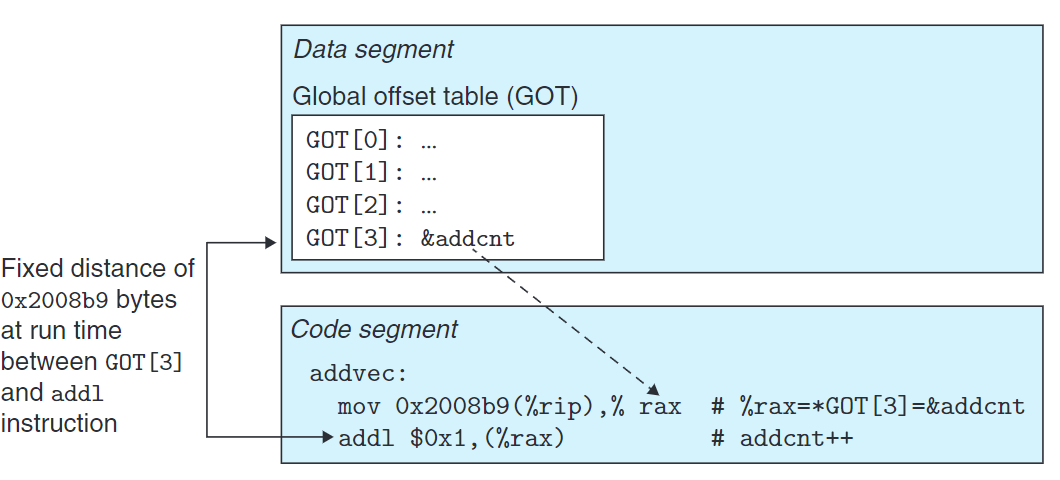 Data segment
Global offset table (GOT)
GOT[0]: …
GOT[1]: …
GOT[2]: …
GOT[3]: &addcnt
Fixed distance of
0x2008b9 bytes
at run time
between GOT[3]
and addl
instruction
Code segment
addvec:
mov 0x2008b9(%rip),% rax # %rax=*GOT[3]=&addcnt
addl $0x1,(%rax) # addcnt++